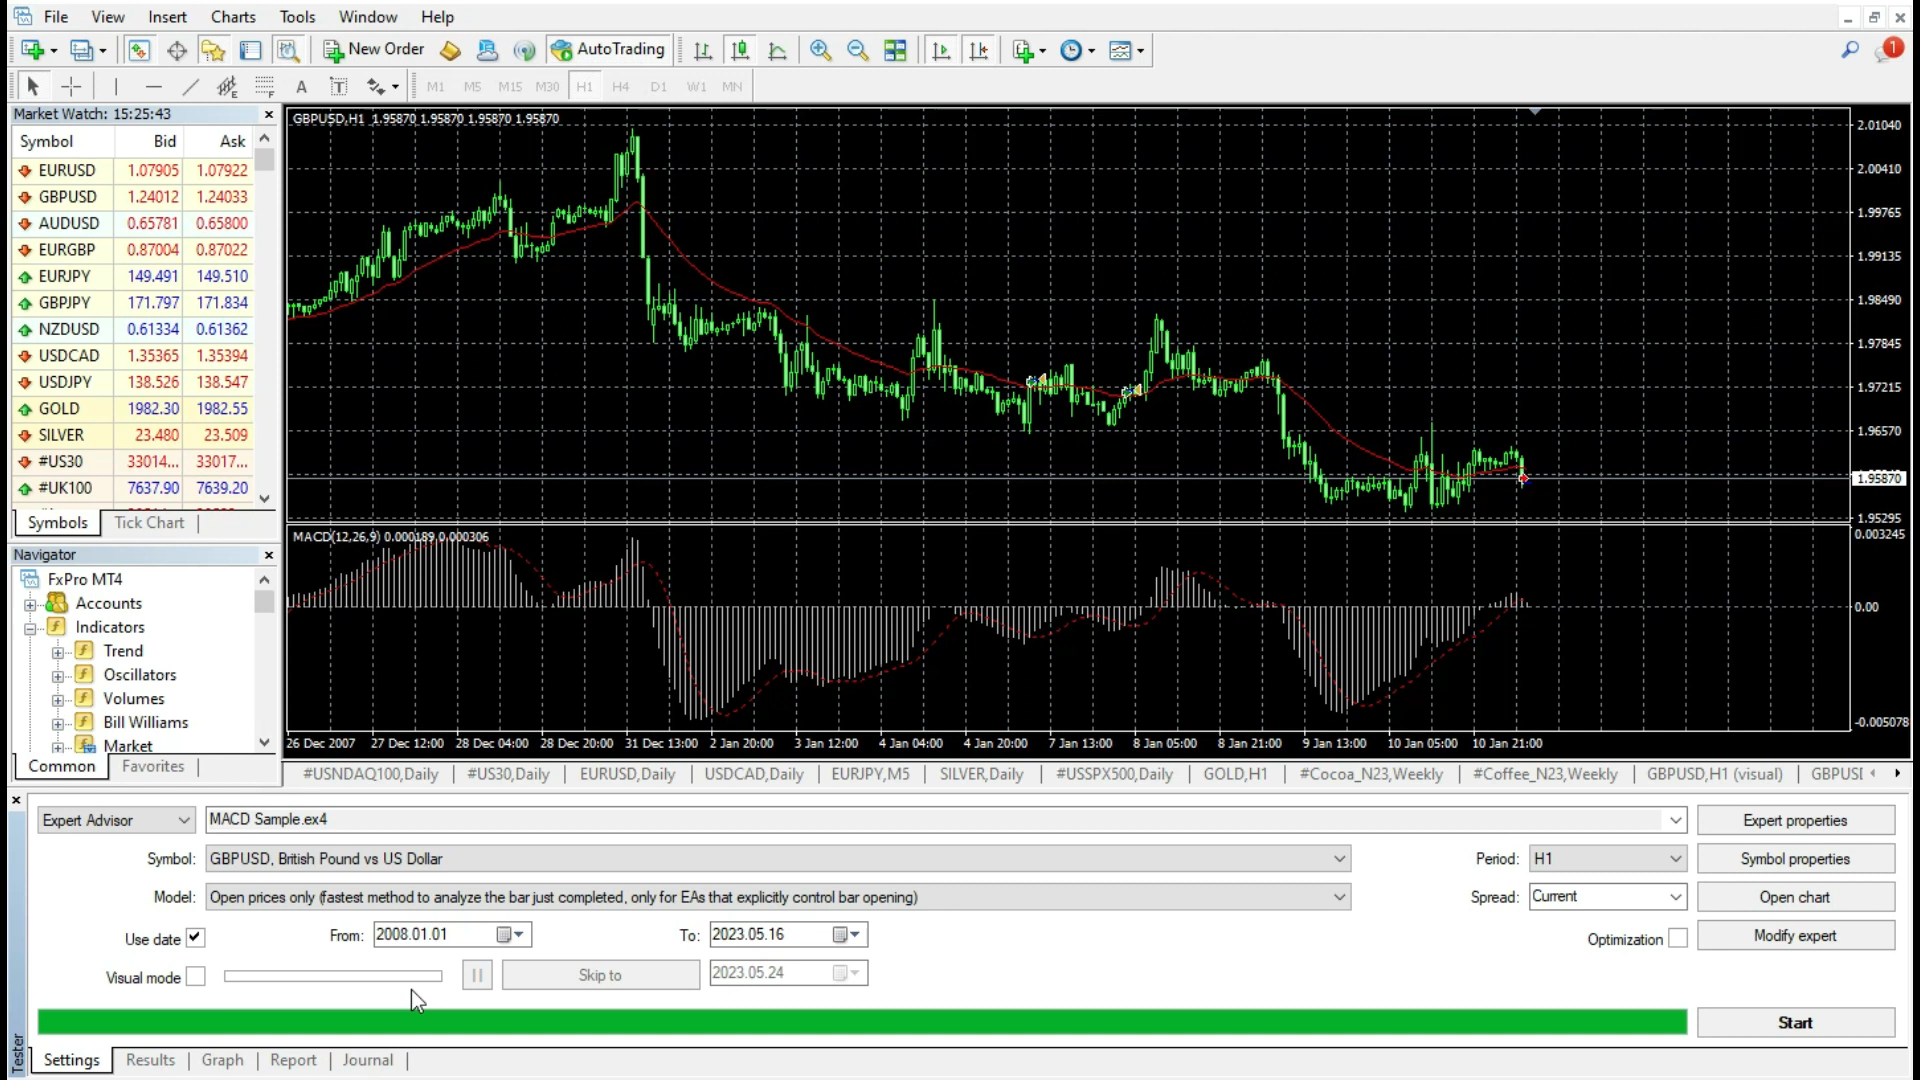 File View Insert Charts Tools Window Help
New Order AutoTrading
1
A T M1 M5 M15 M30 H1 H4 D1 W1 MN
Market Watch: 15:25:43
Symbol Bid Ask
EURUSD 1.07905 1.07922
GBPUSD 1.24012 1.24033
AUDUSD 0.65781 0.65800
EURGBP 0.87004 0.87022
EURJPY 149.491 149.510
GBPJPY 171.797 171.834
NZDUSD 0.61334 0.61362
USDCAD 1.35365 1.35394
USDJPY 138.526 138.547
GOLD 1982.30 1982.55
SILVER 23.480 23.509
#US30 33014... 33017...
#UK100 7637.90 7639.20
Symbols Tick Chart
Navigator
FxPro MT4
Accounts
Indicators
Trend
Oscillators
Volumes
Bill Williams
Market
Common Favorites
GBPUSD,H1 1.95870 1.95870 1.95870 1.95870
2.01040
2.00410
1.99765
1.99135
1.98490
1.97845
1.97215
1.96570
1.95870
1.95295
MACD(12,26,9) 0.000189 0.000306
0.003245
0.00
-0.005078
26 Dec 2007 27 Dec 12:00 28 Dec 04:00 28 Dec 20:00 31 Dec 13:00 2 Jan 20:00 3 Jan 12:00 4 Jan 04:00 4 Jan 20:00 7 Jan 13:00 8 Jan 05:00 8 Jan 21:00 9 Jan 13:00 10 Jan 05:00 10 Jan 21:00
#USNDAQ100,Daily #US30,Daily EURUSD,Daily USDCAD,Daily EURJPY,M5 SILVER,Daily #USSPX500,Daily GOLD,H1 #Cocoa_N23,Weekly #Coffee_N23,Weekly GBPUSD,H1 (visual) GBPUSI
Expert Advisor MACD Sample.ex4 Expert properties
Symbol: GBPUSD, British Pound vs US Dollar Period: H1 Symbol properties
Model: Open prices only (fastest method to analyze the bar just completed, only for EAs that explicitly control bar opening) Spread: Current Open chart
Use date From: 2008.01.01 To: 2023.05.16 Optimization Modify expert
Visual mode Skip to 2023.05.24
Start
Tester
Settings Results Graph Report Journal